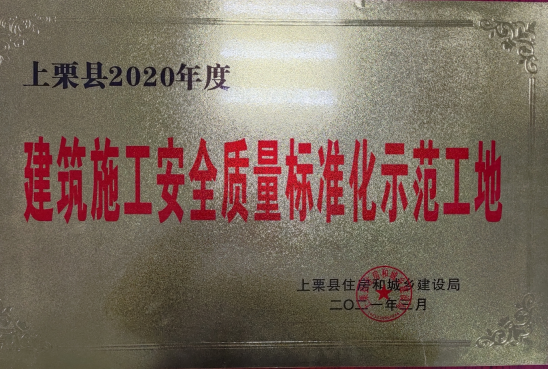 上栗县2020年度
建筑施工安全质量标准化示范工地
上栗县住房和城乡建设局
二〇二一年三月